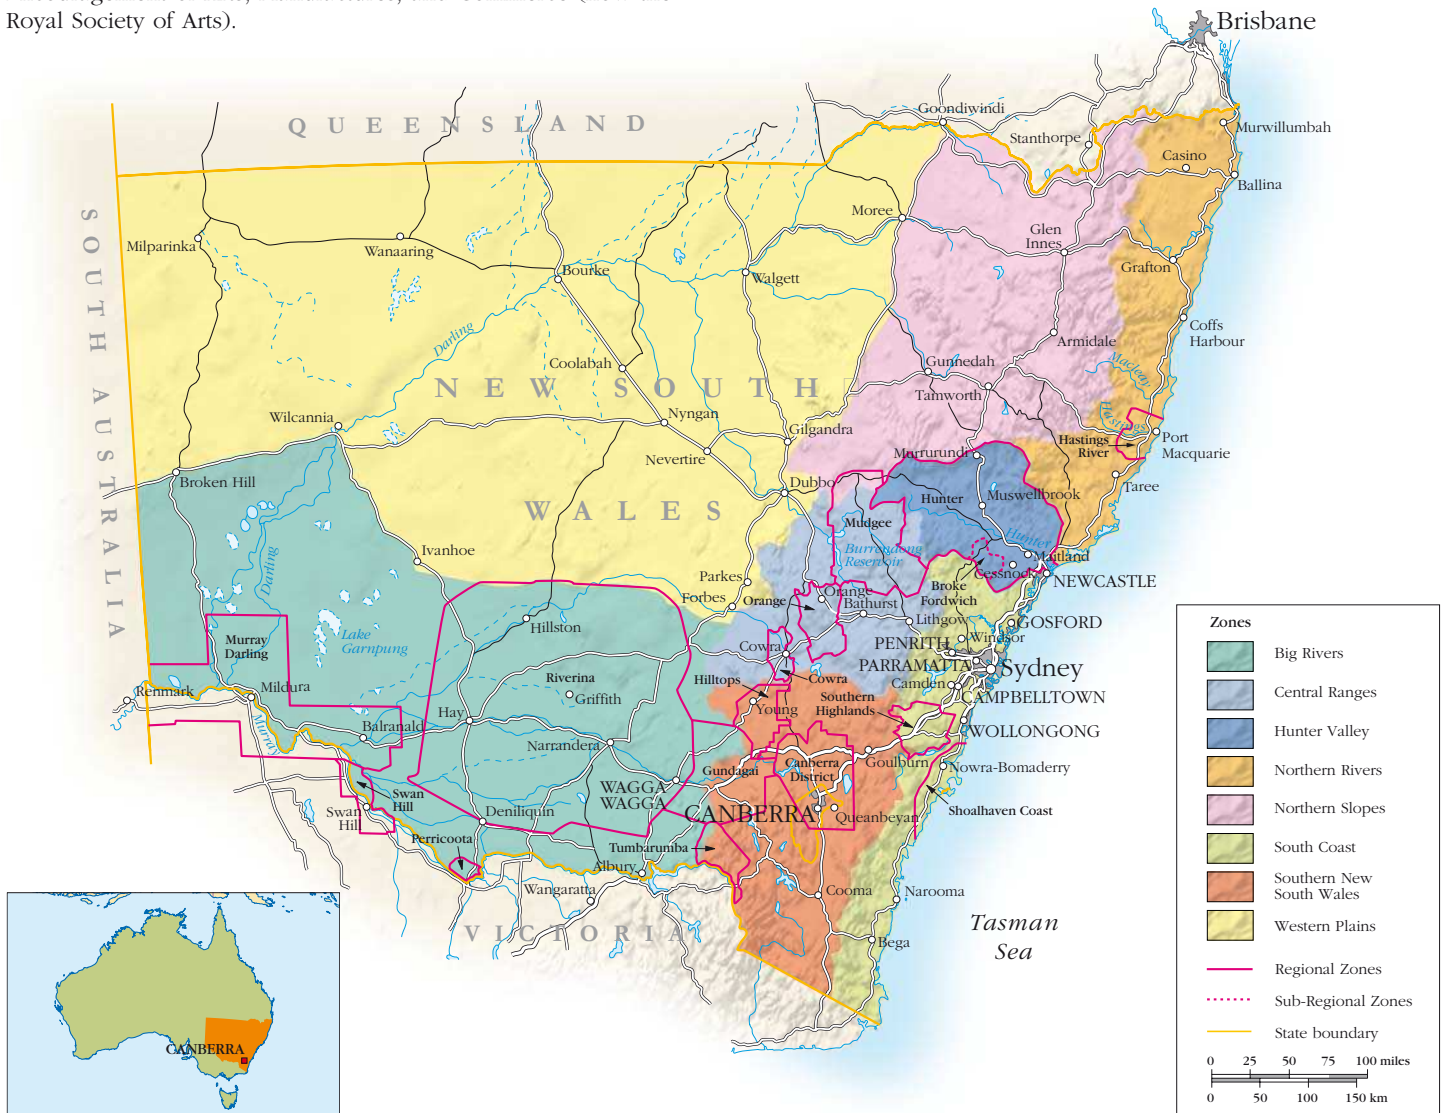 Royal Society of Arts).
Brisbane
QUEENSLAND
Goondiwindi
Stanthorpe
Murwillumbah
Casino
Ballina
SOUTH AUSTRALIA
Milparinka
Wanaaring
Bourke
Walgett
Moree
Glen
Innes
Grafton
Coffs
Harbour
Darling
Coolabah
Armidale
Macleay
Gunnedah
Tamworth
NEW SOUTH
WALES
Wilcannia
Nyngan
Gilgandra
Nevertire
Hastings
Hastings
River
Port
Macquarie
Murrurundi
Taree
Broken Hill
Dubbo
Hunter
Muswellbrook
Mudgee
Hunter
Burrendong
Reservoir
Maitland
Cessnock
NEWCASTLE
Ivanhoe
Darling
Parkes
Forbes
Orange
Orange
Bathurst
Broke
Fordwich
Lithgow
GOSFORD
Windsor
PENRITH
PARRAMATTA
Sydney
Camden
CAMPBELLTOWN
WOLLONGONG
Hillston
Lake
Garnpung
Murray
Darling
Cowra
Cowra
Hilltops
Young
Southern
Highlands
Riverina
Griffith
Renmark
Mildura
Murray
Balranald
Hay
Narrandera
Gundagai
Canberra
District
Goulburn
Nowra-Bomaderry
Shoalhaven Coast
WAGGA
WAGGA
CANBERRA
Queanbeyan
Swan
Hill
Swan
Hill
Deniliquin
Perricoota
Tumbarumba
Albury
Wangaratta
Cooma
Narooma
Bega
VICTORIA
Tasman
Sea
CANBERRA
Zones
Big Rivers
Central Ranges
Hunter Valley
Northern Rivers
Northern Slopes
South Coast
Southern New
South Wales
Western Plains
Regional Zones
Sub-Regional Zones
State boundary
0 25 50 75 100 miles
0 50 100 150 km